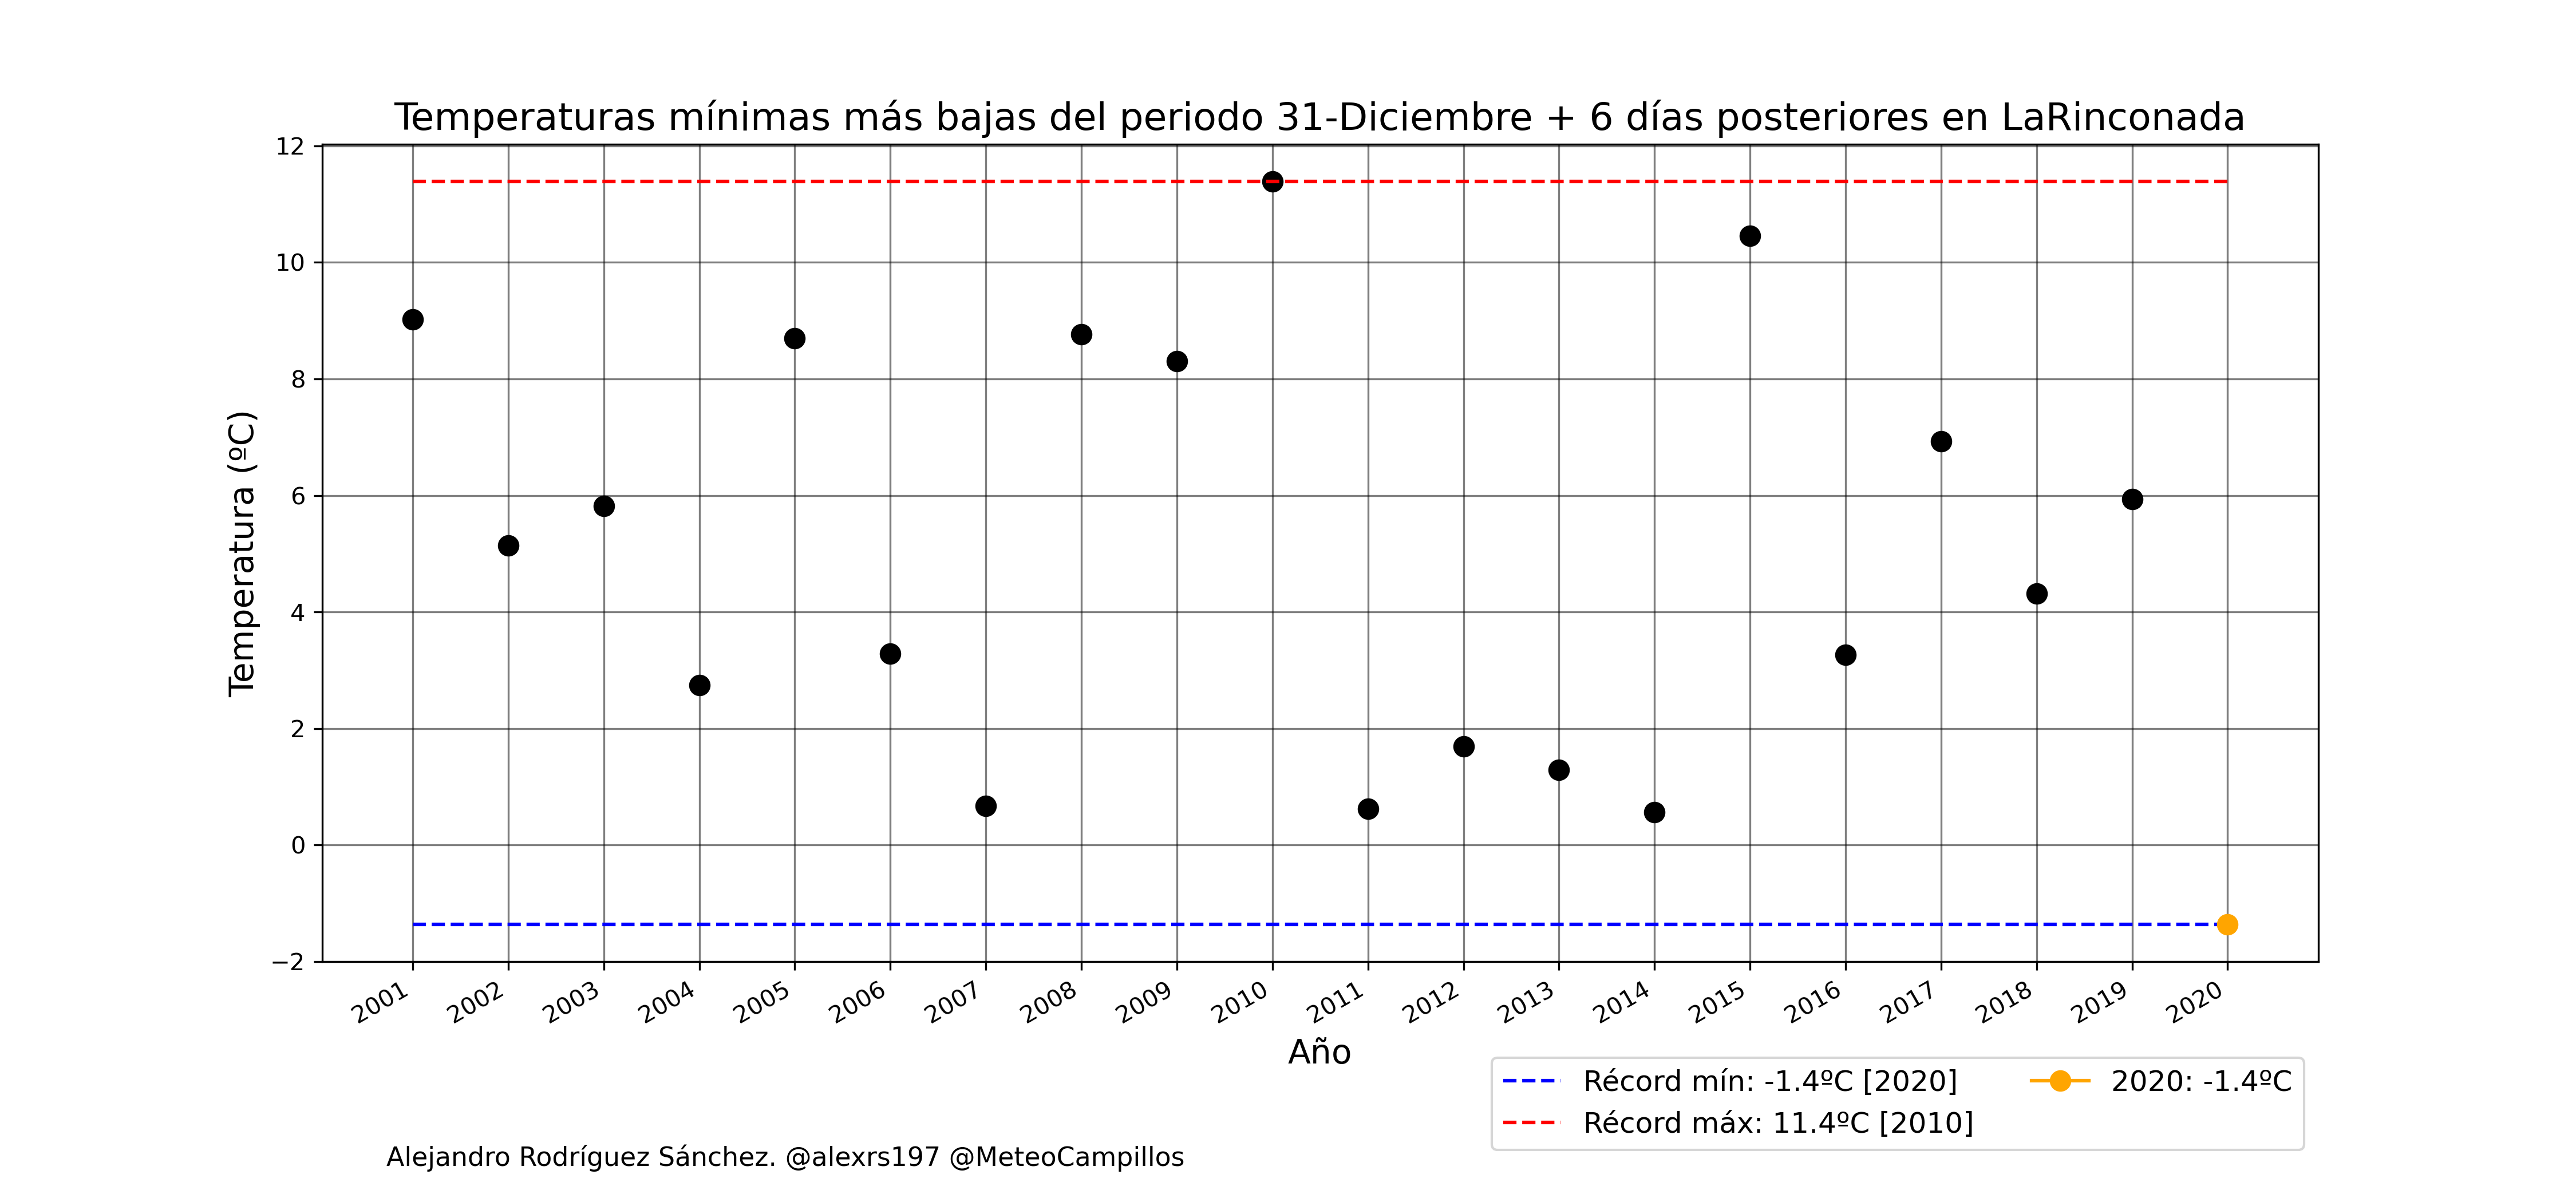 Temperaturas mínimas más bajas del periodo 31-Diciembre + 6 días posteriores en LaRinconada
12
10
8
6
4
2
0
−2
Temperatura (ºC)
2001 2002 2003 2004 2005 2006 2007 2008 2009 2010 2011 2012 2013 2014 2015 2016 2017 2018 2019 2020
Año
Récord mín: -1.4ºC [2020] 2020: -1.4ºC
Récord máx: 11.4ºC [2010]
Alejandro Rodríguez Sánchez. @alexrs197 @MeteoCampillos